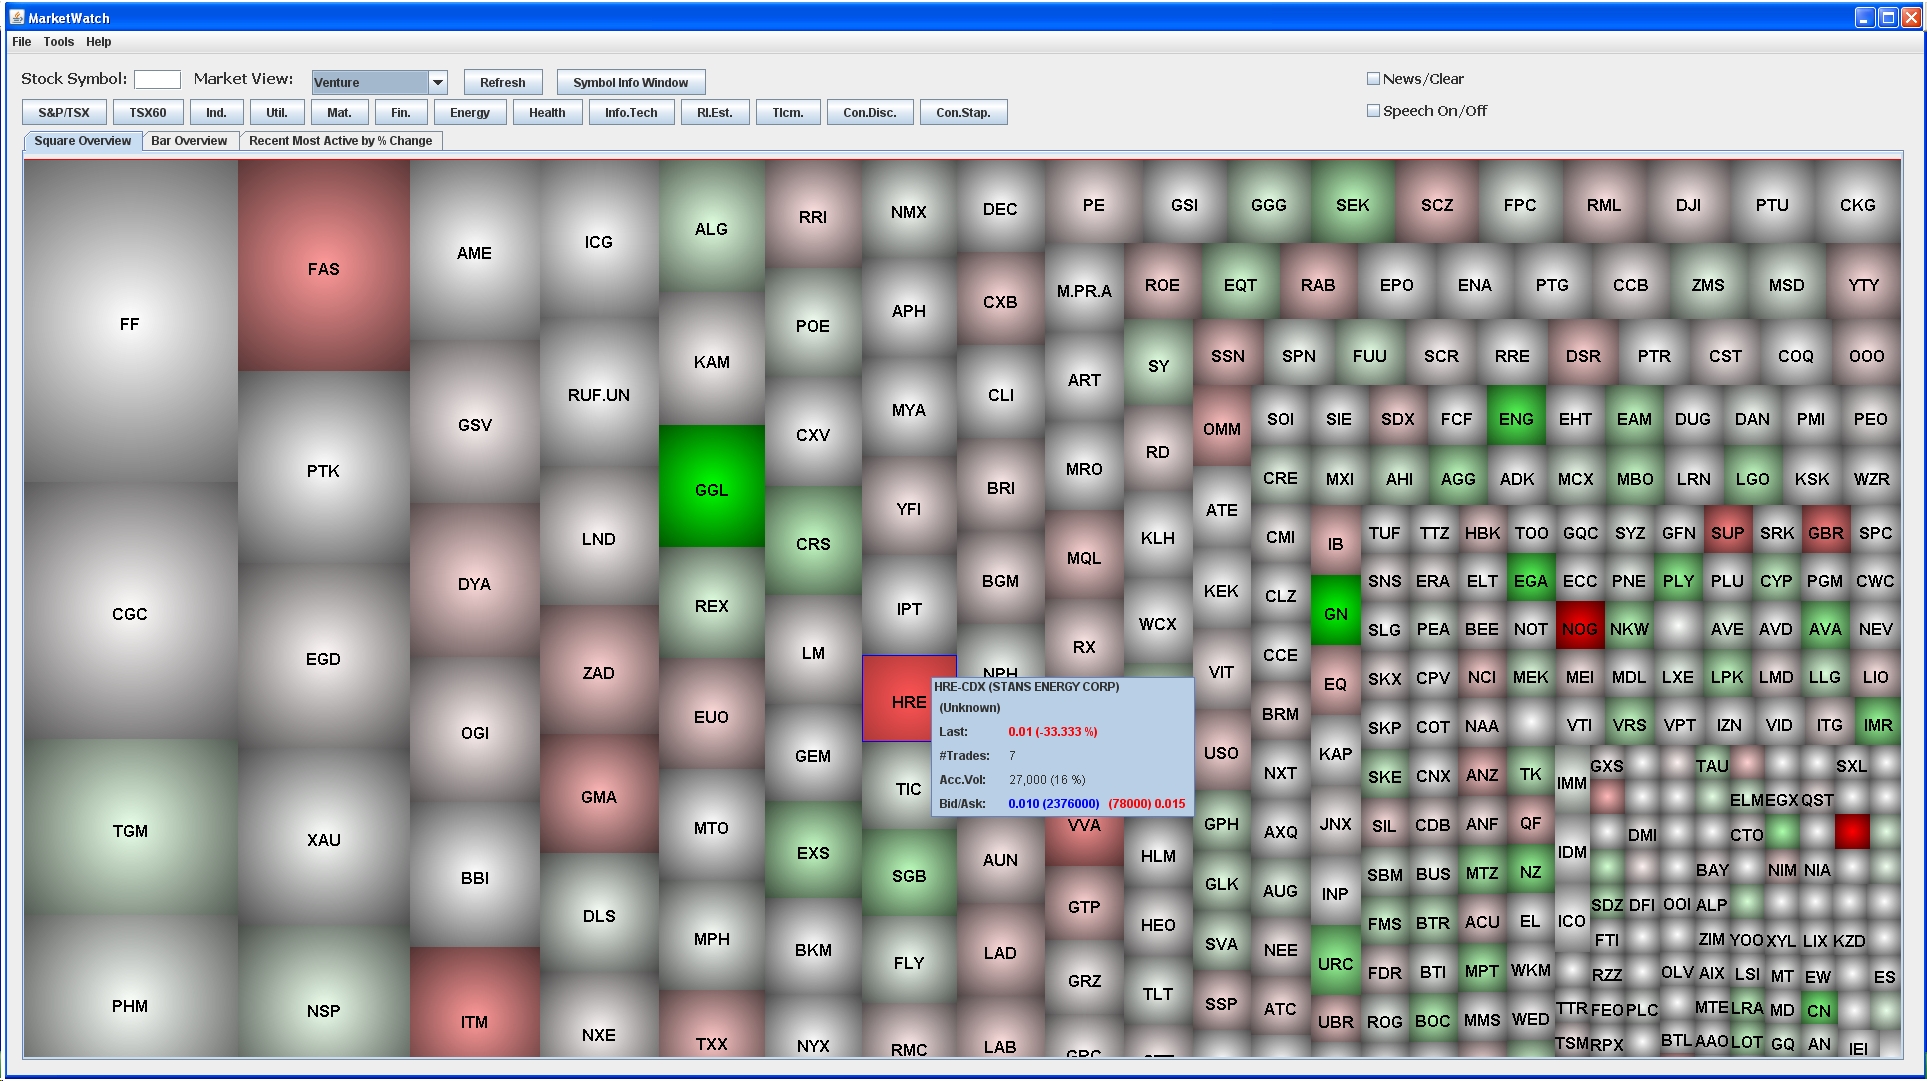 MarketWatch
File Tools Help
Stock Symbol: Market View: Venture Refresh Symbol Info Window News/Clear
Speech On/Off
S&P/TSX TSX60 Ind. Util. Mat. Fin. Energy Health Info.Tech Rl.Est. Tlcm. Con.Disc. Con.Stap.
Square Overview Bar Overview Recent Most Active by % Change
FF
CGC
TGM
PHM
FAS
PTK
EGD
XAU
NSP
AME
GSV
DYA
OGI
BBI
ITM
ICG
RUF.UN
LND
ZAD
GMA
DLS
NXE
ALG
KAM
GGL
REX
EUO
MTO
MPH
TXX
RRI
POE
CXV
CRS
LM
GEM
EXS
BKM
NYX
NMX
APH
MYA
YFI
IPT
HRE
TIC
SGB
FLY
RMC
DEC
CXB
CLI
BRI
BGM
NPH
AUN
LAD
LAB
PE GSI GGG SEK SCZ FPC RML DJI PTU CKG
M.PR.A
ART
MRO
MQL
RX
VVA
GTP
GRZ
ROE EQT RAB EPO ENA PTG CCB ZMS MSD YTY
SY
RD
KLH
WCX
HLM
HEO
TLT
SSN SPN FUU SCR RRE DSR PTR CST COQ OOO
OMM
ATE
KEK
VIT
USO
GPH
GLK
SVA
SSP
SOI SIE SDX FCF ENG EHT EAM DUG DAN PMI PEO
CRE MXI AHI AGG ADK MCX MBO LRN LGO KSK WZR
CMI
CLZ
CCE
BRM
NXT
AXQ
AUG
NEE
ATC
IB
GN
EQ
KAP
JNX
INP
URC
UBR
TUF TTZ HBK TOO GQC SYZ GFN SUP SRK GBR SPC
SNS ERA ELT EGA ECC PNE PLY PLU CYP PGM CWC
SLG PEA BEE NOT NOG NKW AVE AVD AVA NEV
SKX CPV NCI MEK MEI MDL LXE LPK LMD LLG LIO
SKP COT NAA VTI VRS VPT IZN VID ITG IMR
SKE CNX ANZ TK
SIL CDB ANF QF
SBM BUS MTZ NZ
FMS BTR ACU EL
FDR BTI MPT WKM
ROG BOC MMS WED
IMM
IDM
ICO
GXS TAU SXL
ELM EGX QST
DMI CTO
BAY NIM NIA
SDZ DFI OOI ALP
FTI ZIM YOO XYL LIX KZD
RZZ OLV AIX LSI MT EW ES
TTR FEO PLC MTE LRA MD CN
TSM RPX BTL AAO LOT GQ AN IEI
HRE-CDX (STANS ENERGY CORP)
(Unknown)
Last: 0.01 (-33.333 %)
#Trades: 7
Acc.Vol: 27,000 (16 %)
Bid/Ask: 0.010 (2376000) (78000) 0.015